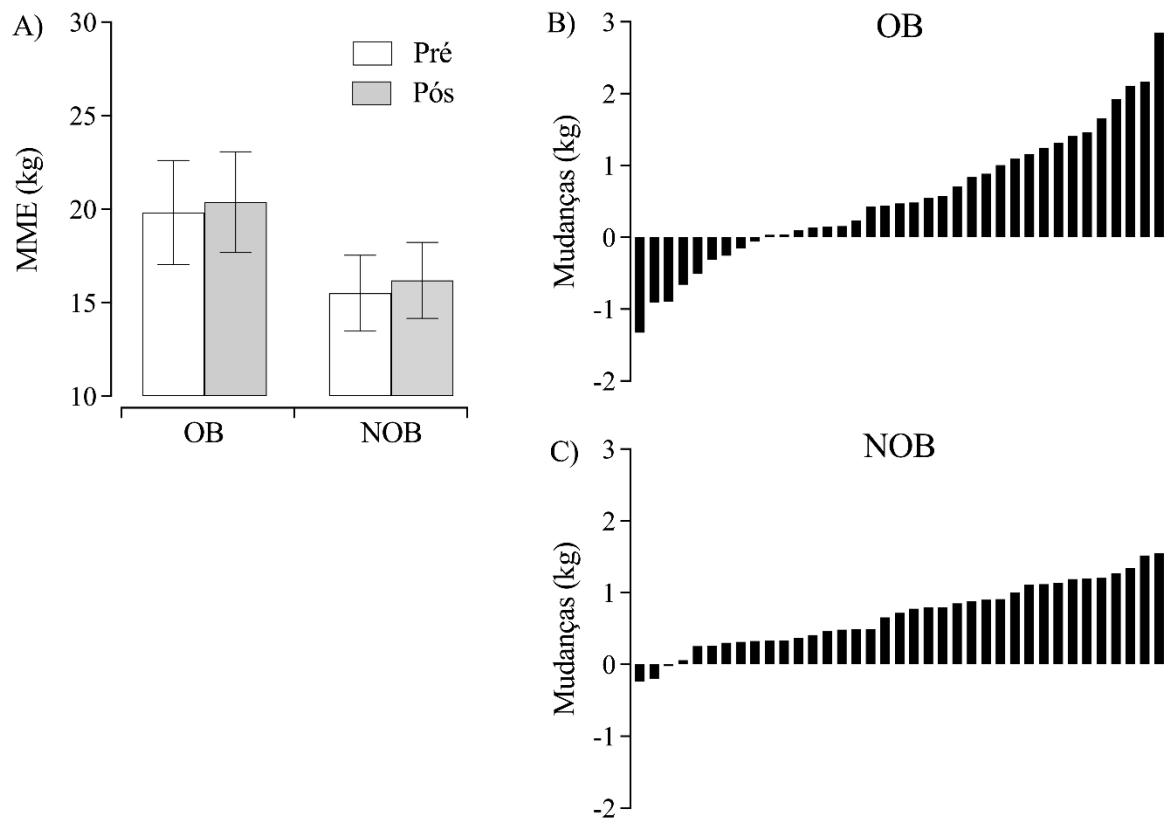 A)
MME (kg)
30
25
20
15
10
Pré
Pós
OB
NOB
B)
OB
Mudanças (kg)
3
2
1
0
-1
-2
C)
NOB
Mudanças (kg)
3
2
1
0
-1
-2